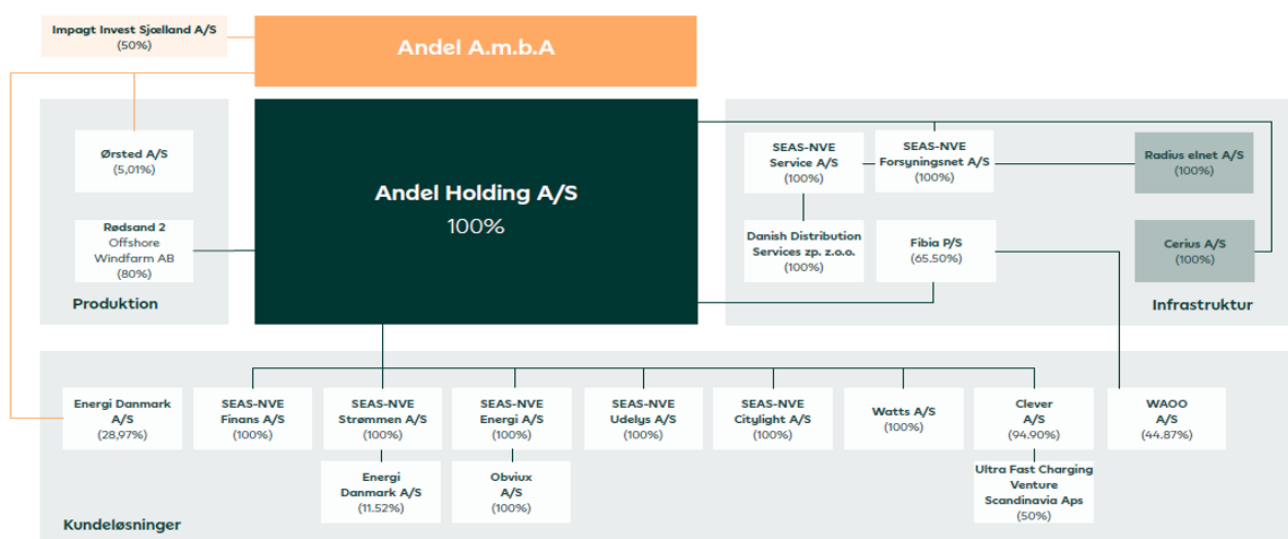 Impagt Invest Sjælland A/S
(50%)
Andel A.m.b.A
Ørsted A/S
(5,01%)
Rødsand 2
Offshore
Windfarm AB
(80%)
Produktion
Andel Holding A/S
100%
SEAS-NVE
Service A/S
(100%)
SEAS-NVE
Forsyningsnet A/S
(100%)
Radius elnet A/S
(100%)
Danish Distribution
Services zp. z.o.o.
(100%)
Fibia P/S
(65.50%)
Cerius A/S
(100%)
Infrastruktur
Energi Danmark
A/S
(28,97%)
SEAS-NVE
Finans A/S
(100%)
SEAS-NVE
Strømmen A/S
(100%)
SEAS-NVE
Energi A/S
(100%)
SEAS-NVE
Udelys A/S
(100%)
SEAS-NVE
Citylight A/S
(100%)
Watts A/S
(100%)
Clever
A/S
(94.90%)
WAOO
A/S
(44.87%)
Energi
Danmark A/S
(11.52%)
Obviux
A/S
(100%)
Ultra Fast Charging
Venture
Scandinavia Aps
(50%)
Kundeløsninger